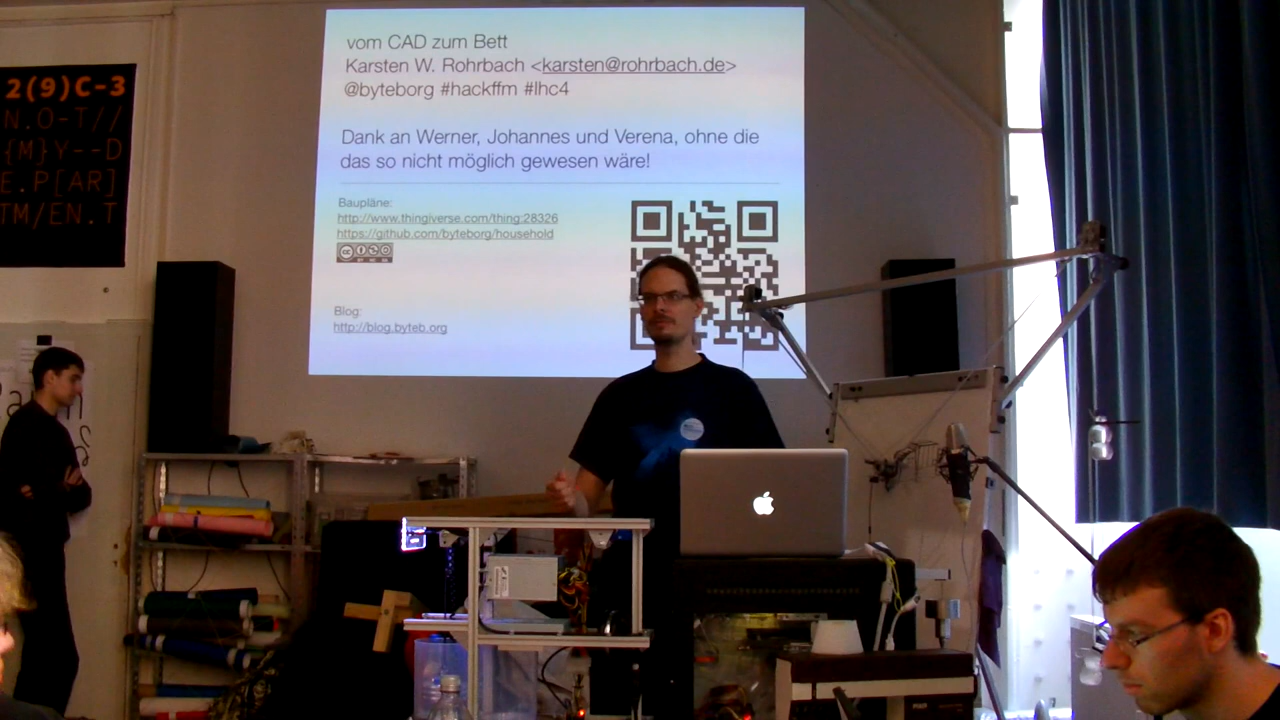 vom CAD zum Bett
Karsten W. Rohrbach <karsten@rohrbach.de>
@byteborg #hackffm #lhc4
Dank an Werner, Johannes und Verena, ohne die
das so nicht möglich gewesen wäre!
Baupläne:
http://www.thingiverse.com/thing:28326
https://github.com/byteborg/household
Blog:
http://blog.byteb.org
2(9)C-3
N.O-T//
{M}Y--D
E.P[AR]
TM/EN.T